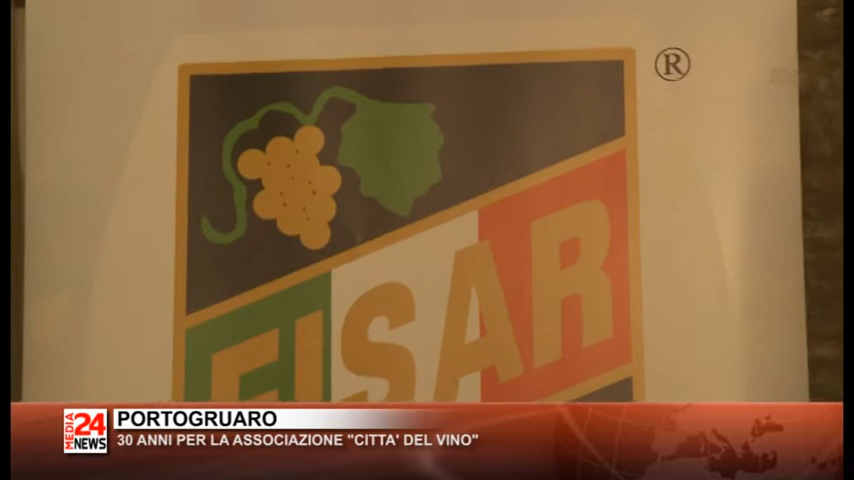 ®
FISAR
MEDIA
24
NEWS
PORTOGRUARO
30 ANNI PER LA ASSOCIAZIONE "CITTA' DEL VINO"